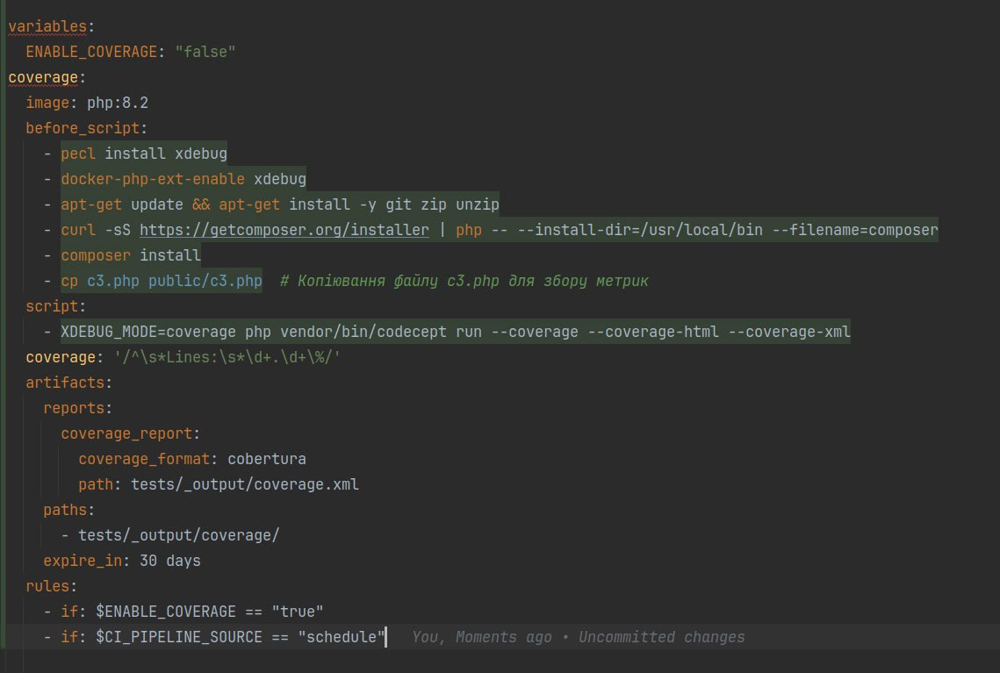 variables:
  ENABLE_COVERAGE: "false"
coverage:
  image: php:8.2
  before_script:
    - pecl install xdebug
    - docker-php-ext-enable xdebug
    - apt-get update && apt-get install -y git zip unzip
    - curl -sS https://getcomposer.org/installer | php -- --install-dir=/usr/local/bin --filename=composer
    - composer install
    - cp c3.php public/c3.php  # Копіювання файлу c3.php для збору метрик
  script:
    - XDEBUG_MODE=coverage php vendor/bin/codecept run --coverage --coverage-html --coverage-xml
  coverage: '/^\s*Lines:\s*\d+.\d+\%/'
  artifacts:
    reports:
      coverage_report:
        coverage_format: cobertura
        path: tests/_output/coverage.xml
    paths:
      - tests/_output/coverage/
    expire_in: 30 days
  rules:
    - if: $ENABLE_COVERAGE == "true"
    - if: $CI_PIPELINE_SOURCE == "schedule"   You, Moments ago • Uncommitted changes